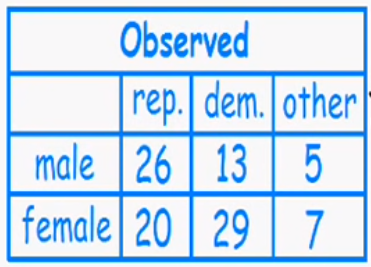 Observed
rep. dem. other
male 26 13 5
female 20 29 7